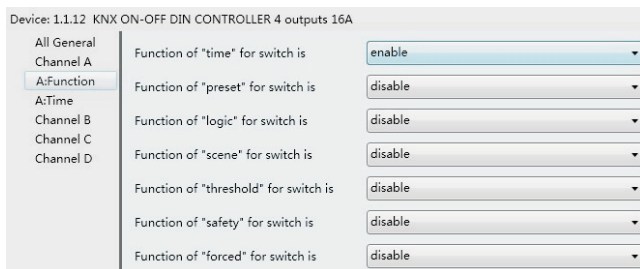 Device: 1.1.12 KNX ON-OFF DIN CONTROLLER 4 outputs 16A
All General
Channel A
A:Function
A:Time
Channel B
Channel C
Channel D
Function of "time" for switch is enable
Function of "preset" for switch is disable
Function of "logic" for switch is disable
Function of "scene" for switch is disable
Function of "threshold" for switch is disable
Function of "safety" for switch is disable
Function of "forced" for switch is disable